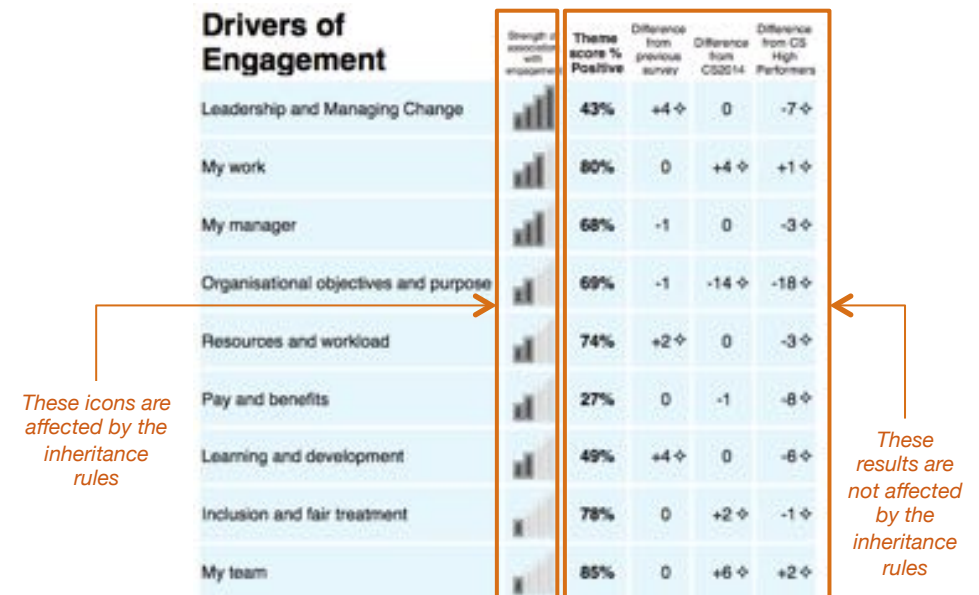 Drivers of
Engagement
Strength of
association
with
engagement
Theme
score %
Positive
Difference
from
previous
survey
Difference
from
CS2014
Difference
from CS
High
Performers
Leadership and Managing Change 43% +4✧ 0 -7✧
My work 80% 0 +4✧ +1✧
My manager 68% -1 0 -3✧
Organisational objectives and purpose 69% -1 -14✧ -18✧
Resources and workload 74% +2✧ 0 -3✧
Pay and benefits 27% 0 -1 -8✧
Learning and development 49% +4✧ 0 -6✧
Inclusion and fair treatment 78% 0 +2✧ -1✧
My team 85% 0 +6✧ +2✧
These icons are
affected by the
inheritance
rules
These
results are
not affected
by the
inheritance
rules